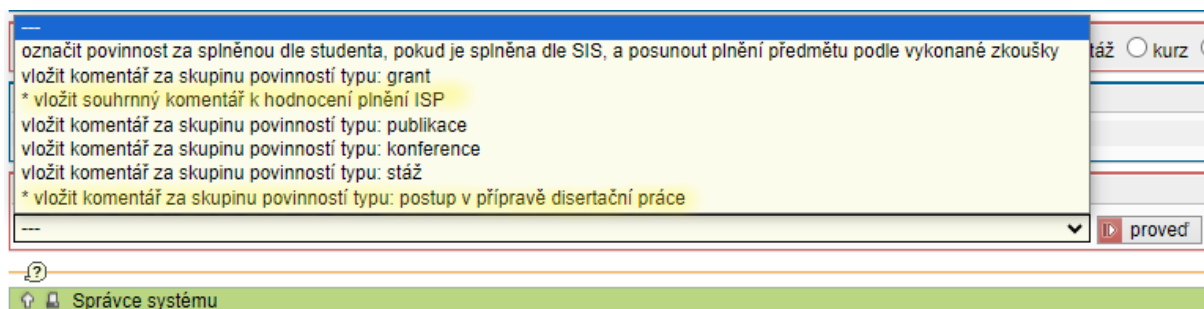 ---
označit povinnost za splněnou dle studenta, pokud je splněna dle SIS, a posunout plnění předmětu podle vykonané zkoušky
táž kurz
vložit komentář za skupinu povinností typu: grant
* vložit souhrnný komentář k hodnocení plnění ISP
vložit komentář za skupinu povinností typu: publikace
vložit komentář za skupinu povinností typu: konference
vložit komentář za skupinu povinností typu: stáž
* vložit komentář za skupinu povinností typu: postup v přípravě disertační práce
--- proveď
?
Správce systému